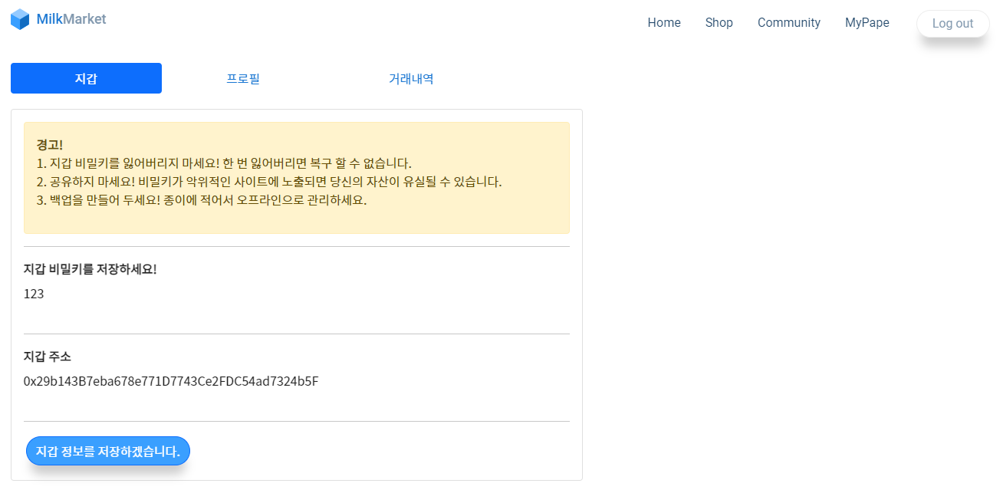 MilkMarket
Home Shop Community MyPape Log out
지갑 프로필 거래내역
경고!
1. 지갑 비밀키를 잃어버리지 마세요! 한 번 잃어버리면 복구 할 수 없습니다.
2. 공유하지 마세요! 비밀키가 악위적인 사이트에 노출되면 당신의 자산이 유실될 수 있습니다.
3. 백업을 만들어 두세요! 종이에 적어서 오프라인으로 관리하세요.
지갑 비밀키를 저장하세요!
123
지갑 주소
0x29b143B7eba678e771D7743Ce2FDC54ad7324b5F
지갑 정보를 저장하겠습니다.